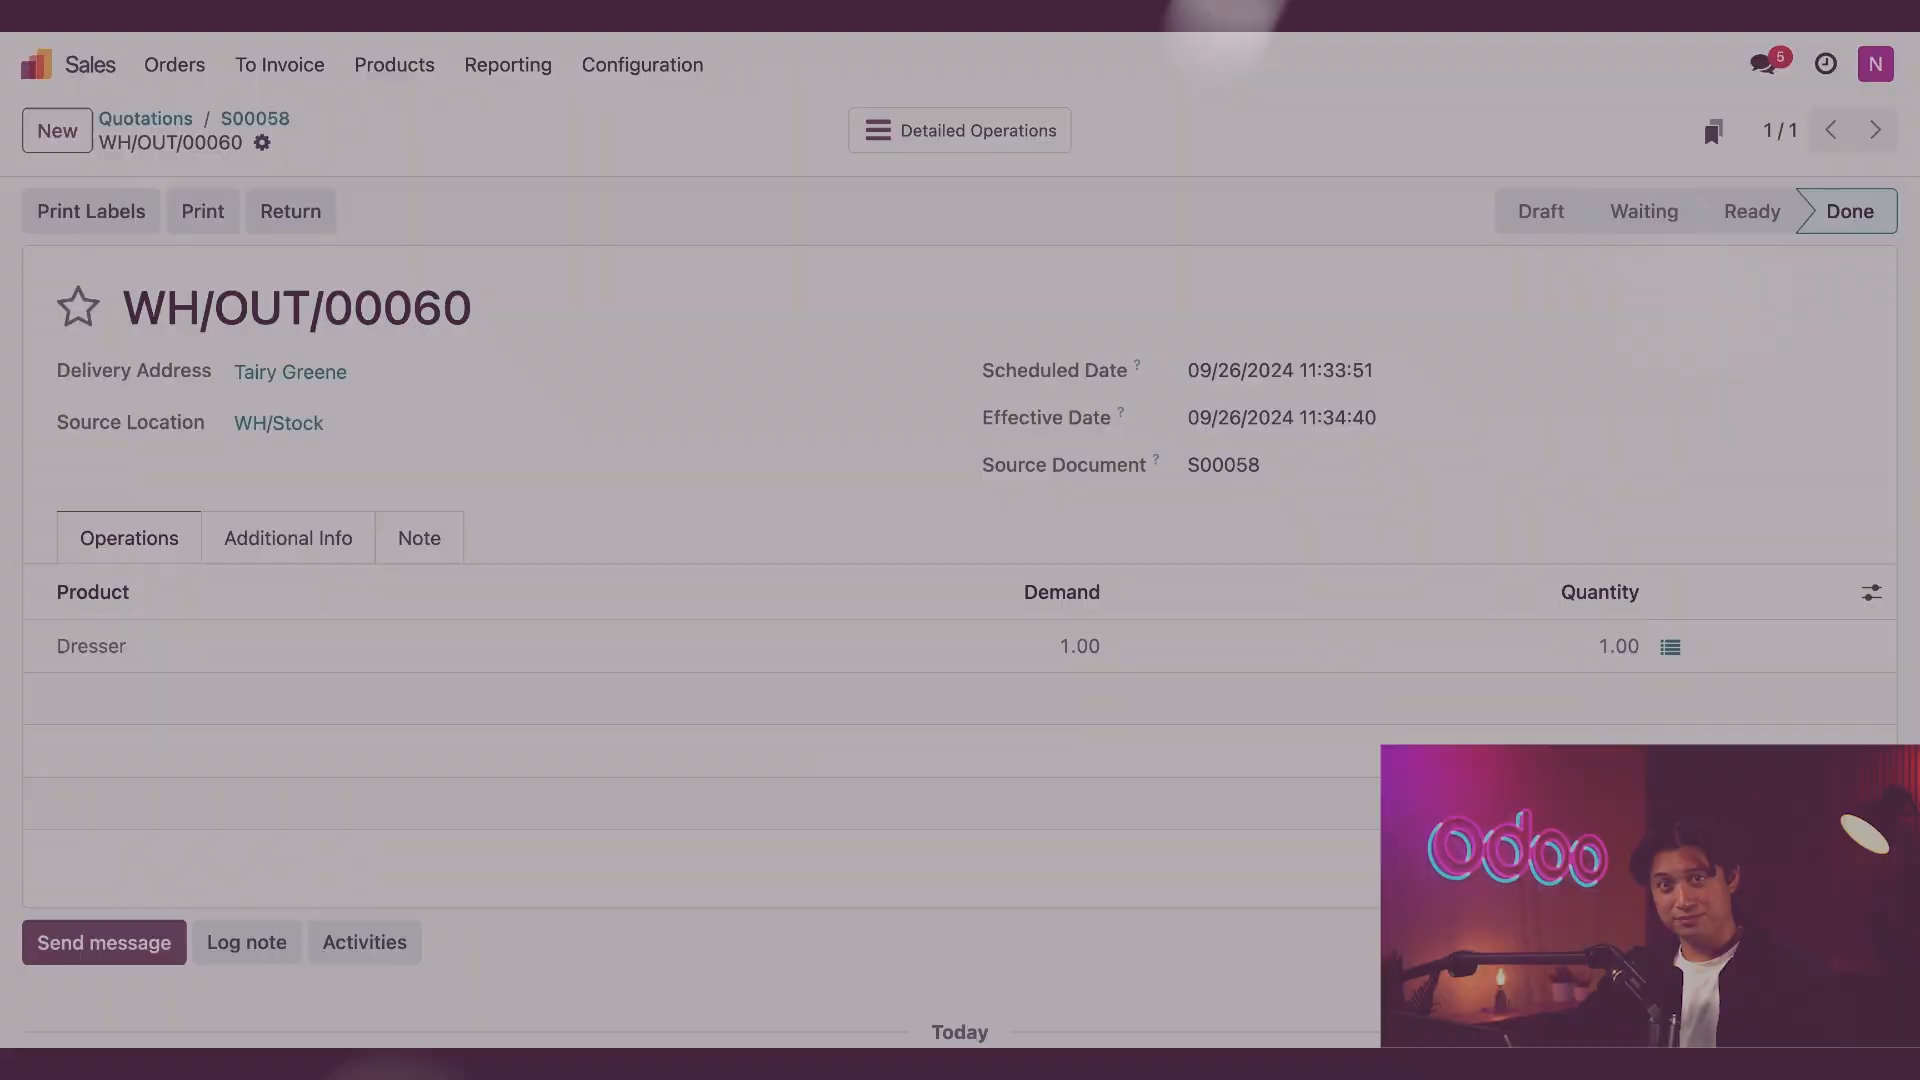 Sales Orders To Invoice Products Reporting Configuration 5 N
New Quotations / S00058 Detailed Operations 1 / 1
WH/OUT/00060
Print Labels Print Return Draft Waiting Ready Done
WH/OUT/00060
Delivery Address Tairy Greene Scheduled Date ? 09/26/2024 11:33:51
Source Location WH/Stock Effective Date ? 09/26/2024 11:34:40
Source Document ? S00058
Operations Additional Info Note
Product Demand Quantity
Dresser 1.00 1.00
odoo
Send message Log note Activities
Today